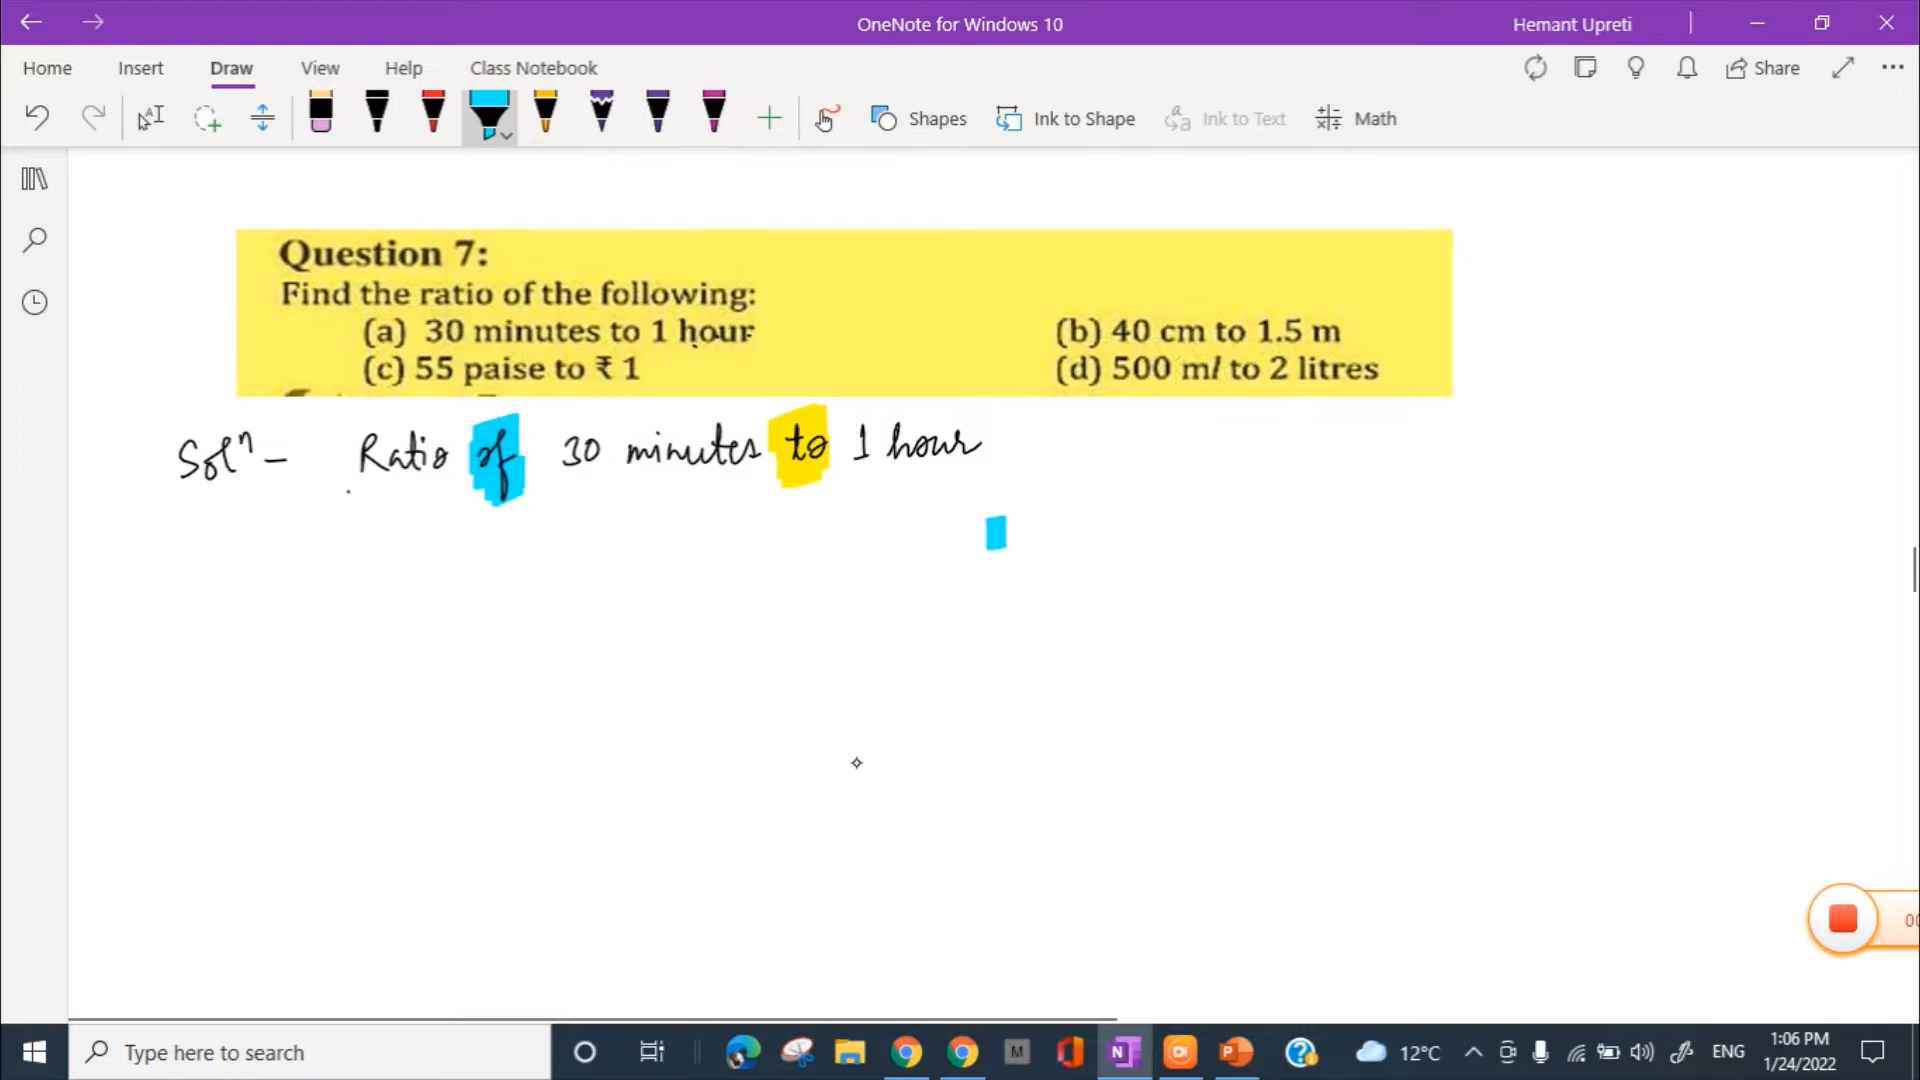 OneNote for Windows 10
Hemant Upreti
Home Insert Draw View Help Class Notebook
Share
Shapes Ink to Shape Ink to Text Math
Question 7:
Find the ratio of the following:
(a) 30 minutes to 1 hour (b) 40 cm to 1.5 m
(c) 55 paise to ₹ 1 (d) 500 ml to 2 litres
Solⁿ – Ratio of 30 minutes to 1 hour
Type here to search
12°C
ENG
1:06 PM
1/24/2022